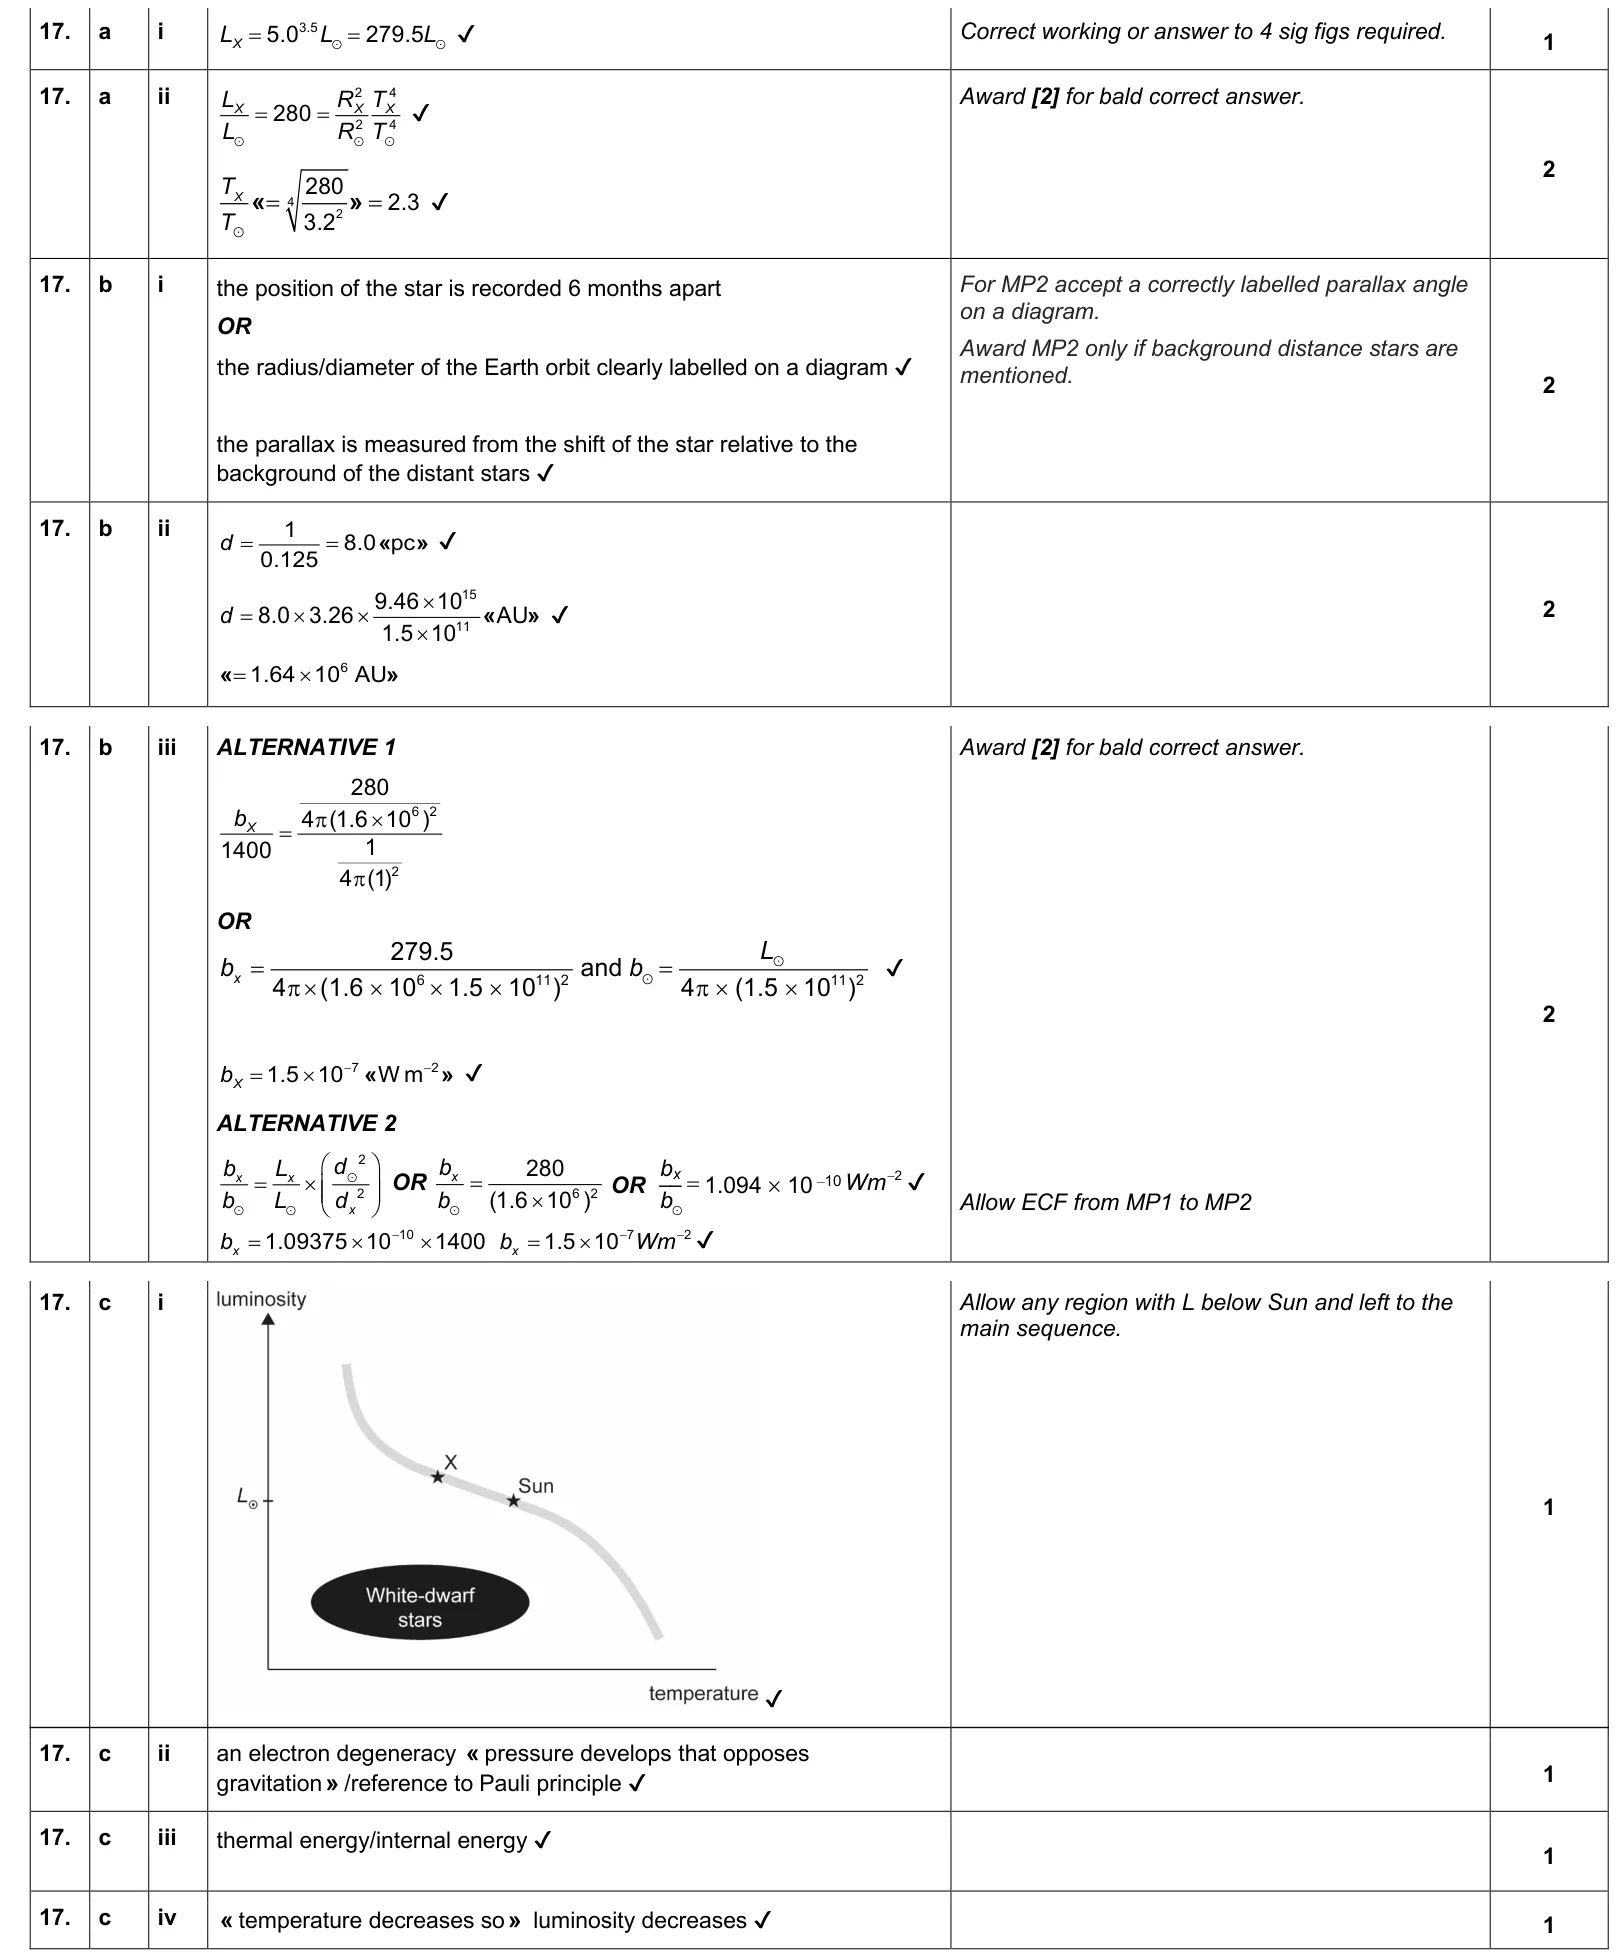 17. a i L_X = 5.0^3.5 L_⊙ = 279.5L_⊙ ✓ Correct working or answer to 4 sig figs required. 1
17. a ii L_X/L_⊙ = 280 = R_X^2/R_⊙^2 T_X^4/T_⊙^4 ✓ Award [2] for bald correct answer. 2
T_X/T_⊙ «= ∜(280/3.2^2)» = 2.3 ✓
17. b i the position of the star is recorded 6 months apart For MP2 accept a correctly labelled parallax angle
on a diagram.
OR
the radius/diameter of the Earth orbit clearly labelled on a diagram ✓ Award MP2 only if background distance stars are
mentioned.
2
the parallax is measured from the shift of the star relative to the
background of the distant stars ✓
17. b ii d = 1/0.125 = 8.0 «pc» ✓
d = 8.0 × 3.26 × (9.46 × 10^15)/(1.5 × 10^11) «AU» ✓ 2
«= 1.64 × 10^6 AU»
17. b iii ALTERNATIVE 1 Award [2] for bald correct answer.
b_X/1400 = (280/(4π(1.6 × 10^6)^2))/(1/(4π(1)^2))
OR
b_x = 279.5/(4π × (1.6 × 10^6 × 1.5 × 10^11)^2) and b_⊙ = L_⊙/(4π × (1.5 × 10^11)^2) ✓
2
b_X = 1.5 × 10^−7 «W m^−2» ✓
ALTERNATIVE 2
b_x/b_⊙ = L_x/L_⊙ × (d_⊙^2/d_x^2) OR b_x/b_⊙ = 280/(1.6 × 10^6)^2 OR b_x/b_⊙ = 1.094 × 10^−10 Wm^−2 ✓
Allow ECF from MP1 to MP2
b_x = 1.09375 × 10^−10 × 1400 b_x = 1.5 × 10^−7 Wm^−2 ✓
17. c i luminosity Allow any region with L below Sun and left to the
main sequence.
X
Sun
L_⊙
1
White-dwarf
stars
temperature ✓
17. c ii an electron degeneracy « pressure develops that opposes
gravitation» /reference to Pauli principle ✓ 1
17. c iii thermal energy/internal energy ✓ 1
17. c iv « temperature decreases so» luminosity decreases ✓ 1